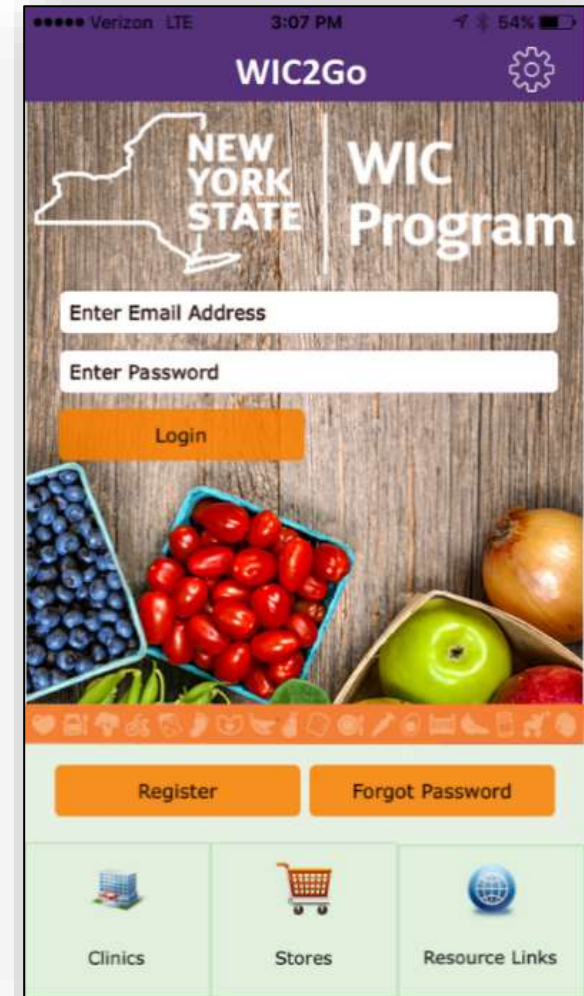 Verizon LTE 3:07 PM 54%
WIC2Go
NEW
YORK
STATE
WIC
Program
Enter Email Address
Enter Password
Login
Register Forgot Password
Clinics Stores Resource Links